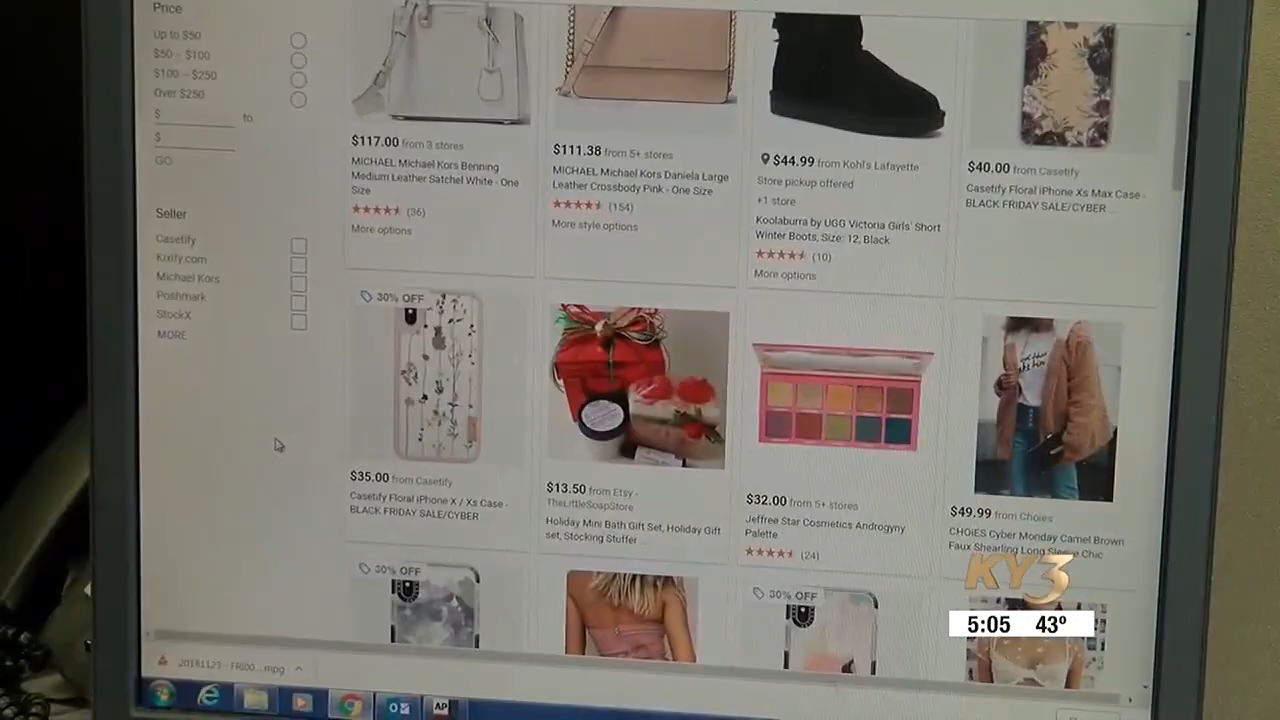 Price
Up to $50
$50 – $100
$100 – $250
Over $250
$ to
$
GO
Seller
Casetify
Kixify.com
Michael Kors
Poshmark
StockX
MORE
$117.00 from 3 stores
MICHAEL Michael Kors Benning
Medium Leather Satchel White - One
Size
(36)
More options
$111.38 from 5+ stores
MICHAEL Michael Kors Daniela Large
Leather Crossbody Pink - One Size
(154)
More style options
$44.99 from Kohl's Lafayette
Store pickup offered
+1 store
Koolaburra by UGG Victoria Girls' Short
Winter Boots, Size: 12, Black
(10)
More options
$40.00 from Casetify
Casetify Floral iPhone Xs Max Case -
BLACK FRIDAY SALE/CYBER ...
30% OFF
$35.00 from Casetify
Casetify Floral iPhone X / Xs Case -
BLACK FRIDAY SALE/CYBER
$13.50 from Etsy -
TheLittleSoapStore
Holiday Mini Bath Gift Set, Holiday Gift
set, Stocking Stuffer
$32.00 from 5+ stores
Jeffree Star Cosmetics Androgyny
Palette
(24)
$49.99 from Choies
CHOiES Cyber Monday Camel Brown
Faux Shearling Long Sleeve Chic
30% OFF
30% OFF
KY3
5:05 43º
20181123 - FR00...mpg
AP